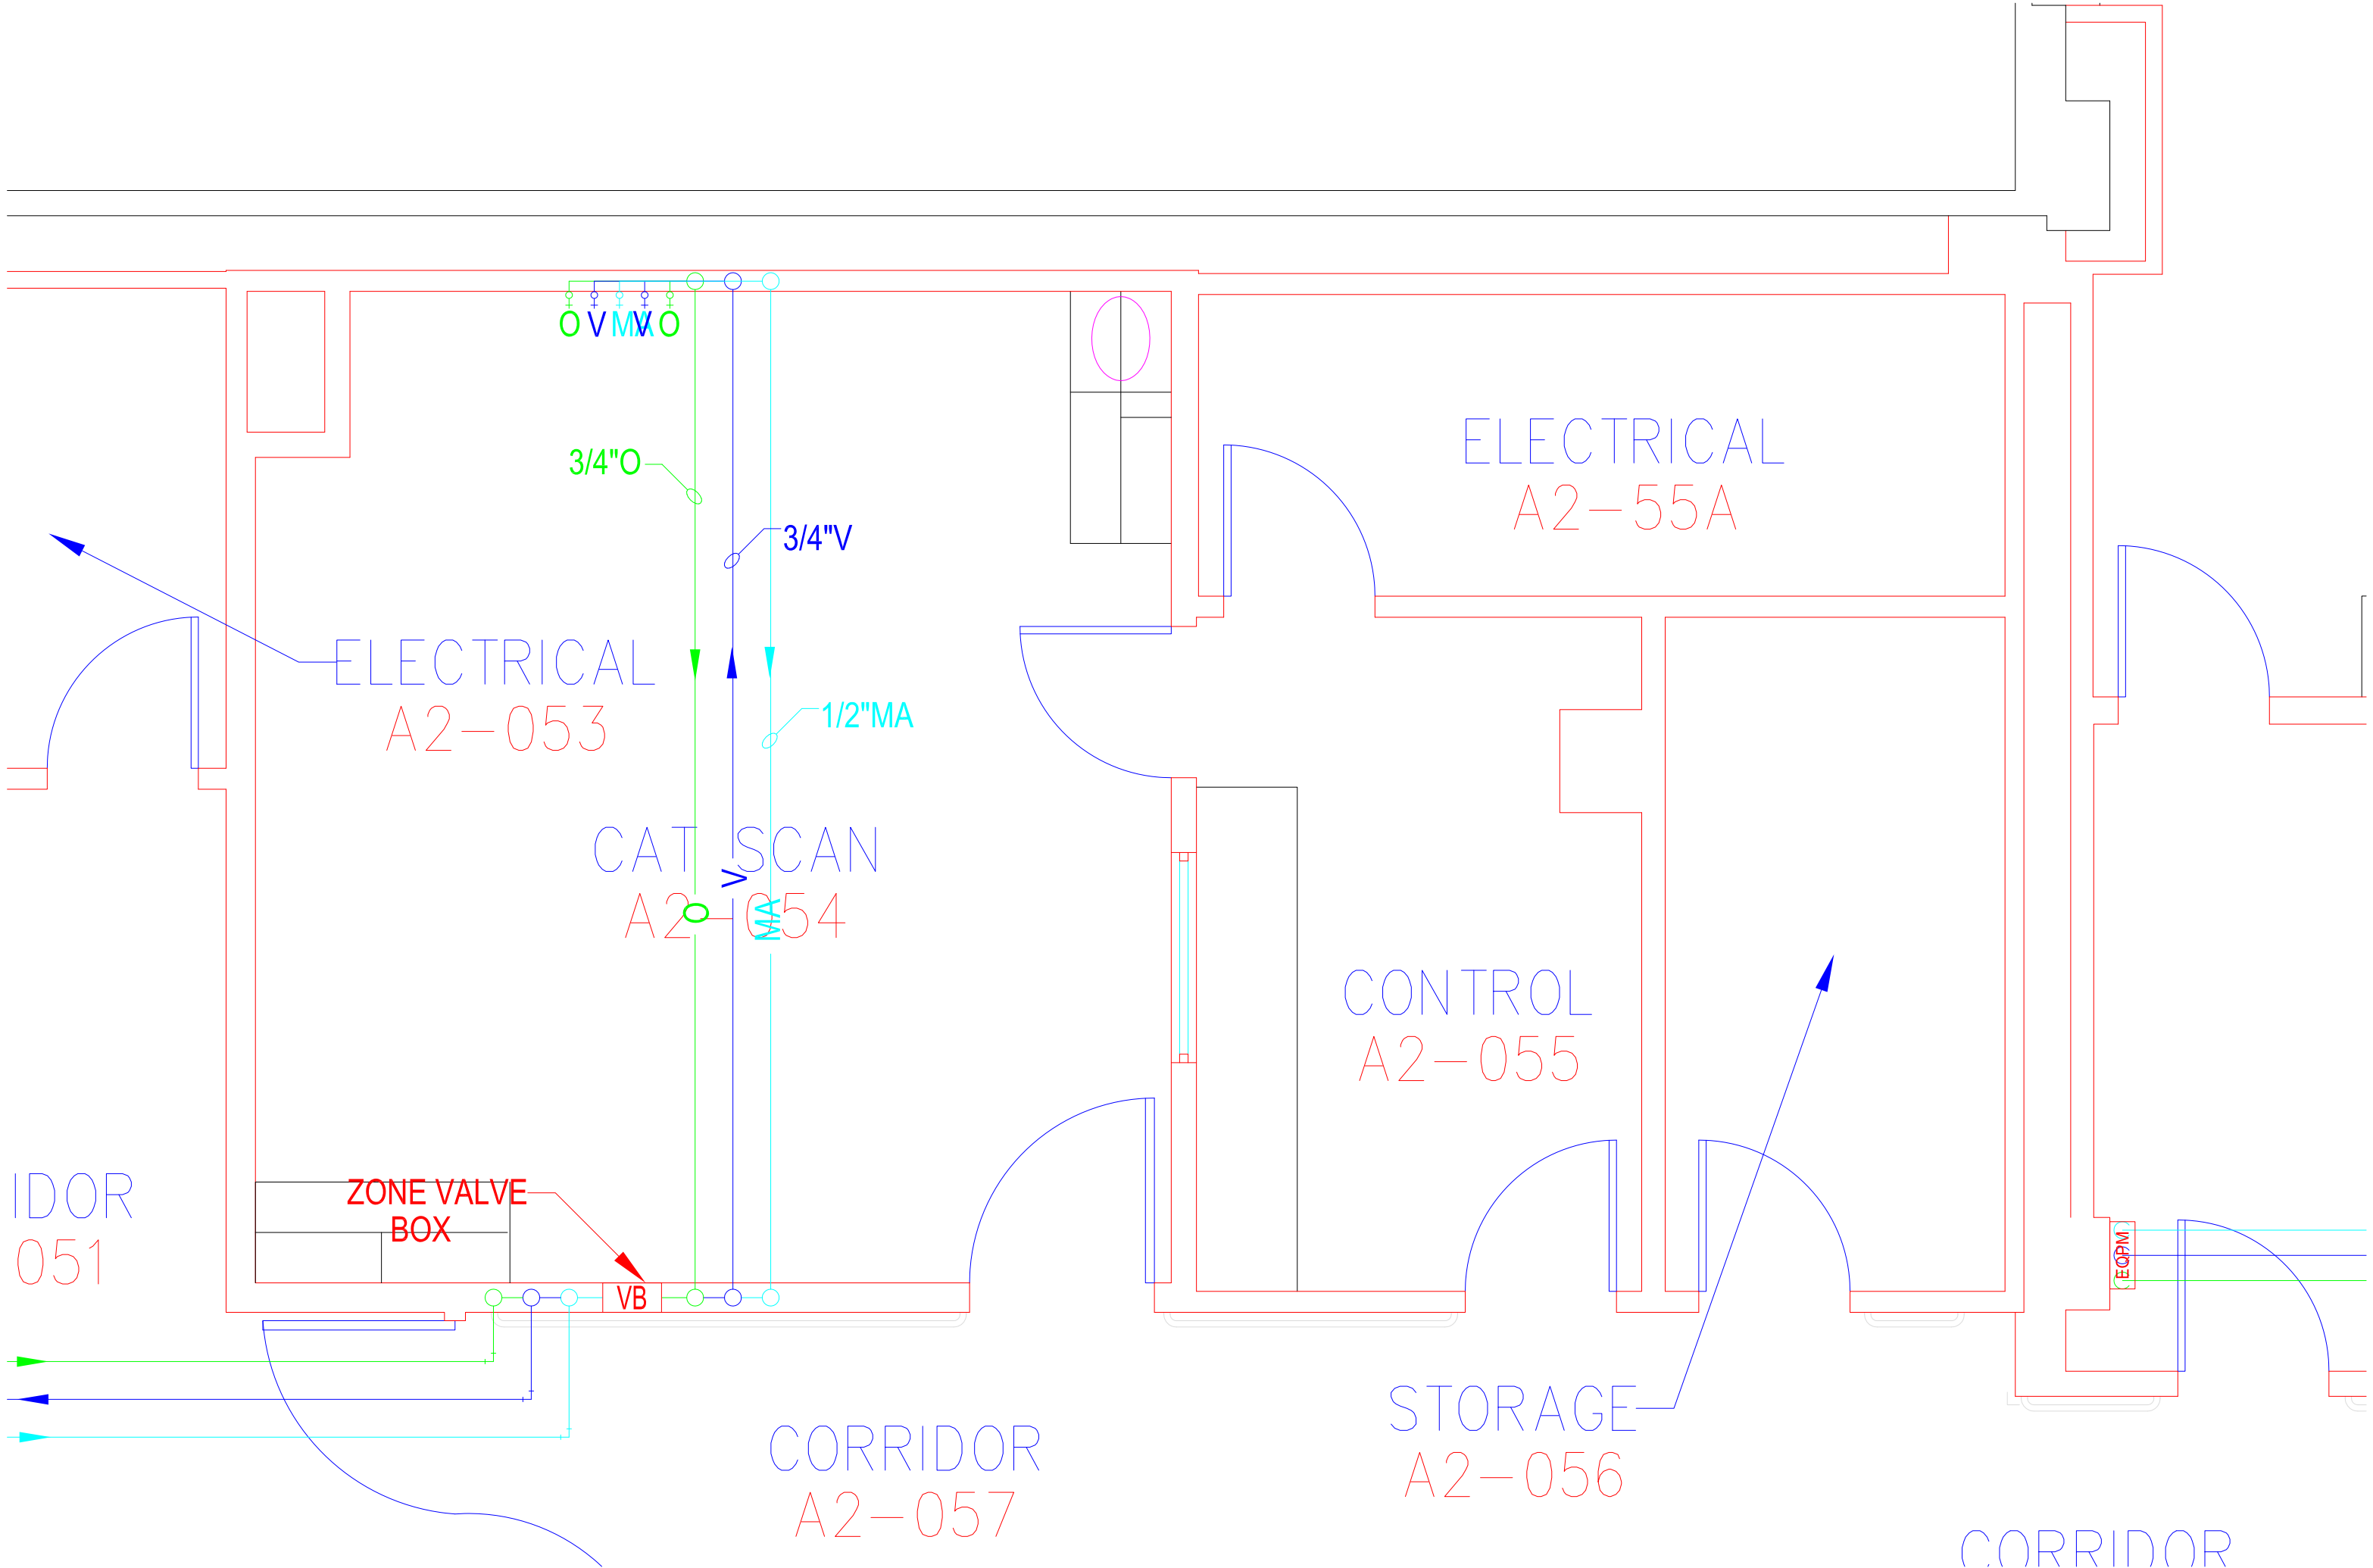 O V MA V O
ELECTRICAL
A2-55A
3/4"O
3/4"V
ELECTRICAL
A2-053
1/2"MA
CAT SCAN
A2-054
V
O
MA
CONTROL
A2-055
IDOR
051
ZONE VALVE
BOX
VB
EOPM
STORAGE
A2-056
CORRIDOR
A2-057
CORRIDOR